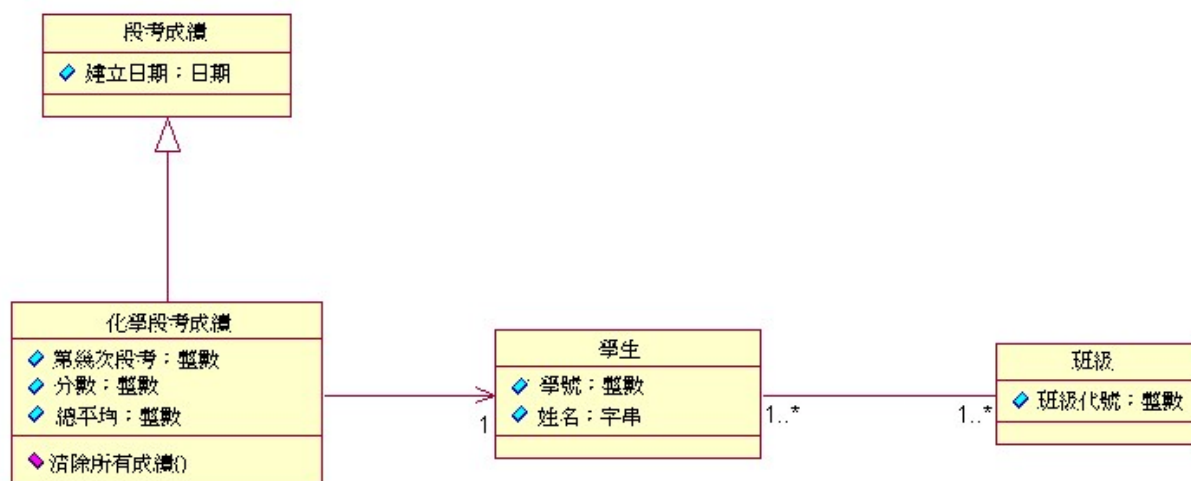 段考成績
建立日期：日期
化學段考成績
第幾次段考：整數
分數：整數
總平均：整數
清除所有成績()
1
學生
學號：整數
姓名：字串
1..*
1..*
班級
班級代號：整數